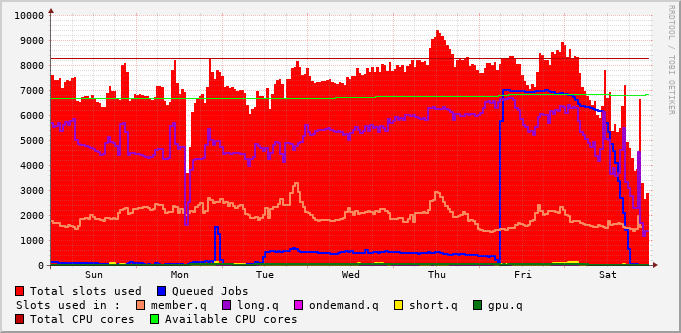 10000
9000
8000
7000
6000
5000
4000
3000
2000
1000
0
Sun Mon Tue Wed Thu Fri Sat
RRDTOOL / TOBI OETIKER
Total slots used Queued Jobs
Slots used in : member.q long.q ondemand.q short.q gpu.q
Total CPU cores Available CPU cores